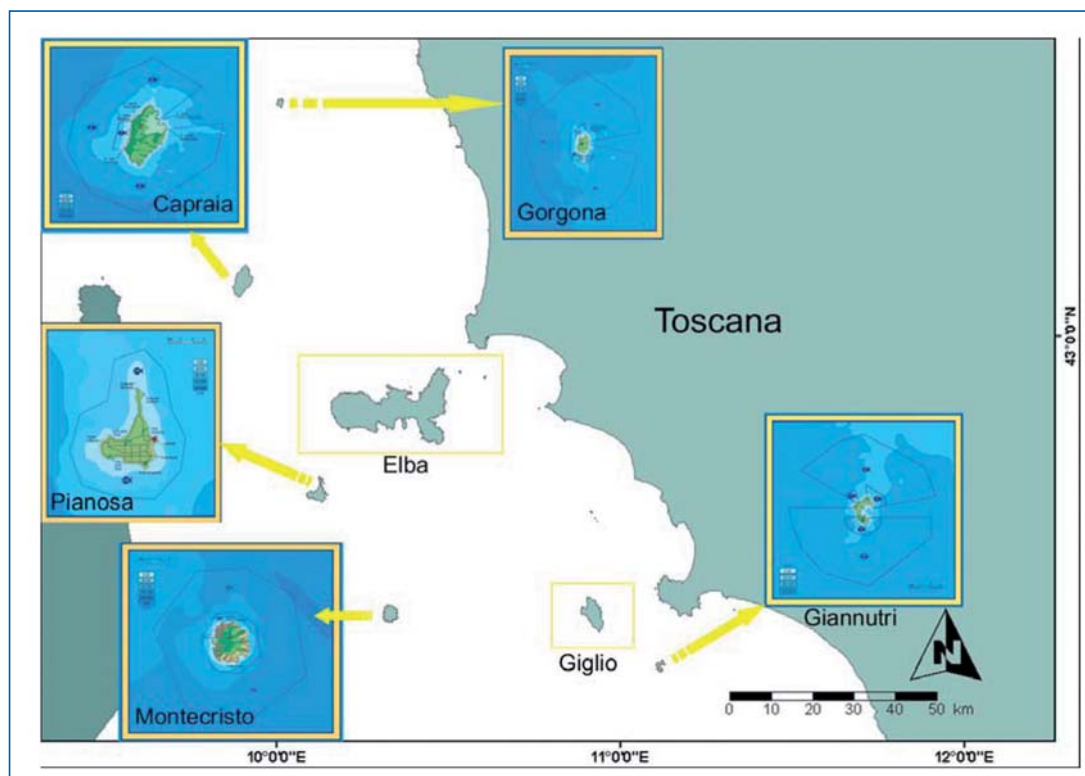 Capraia
Gorgona
Toscana
43°0'0"N
Pianosa
Elba
Giannutri
Montecristo
Giglio
N
0 10 20 30 40 50 km
10°0'0"E 11°0'0"E 12°0'0"E